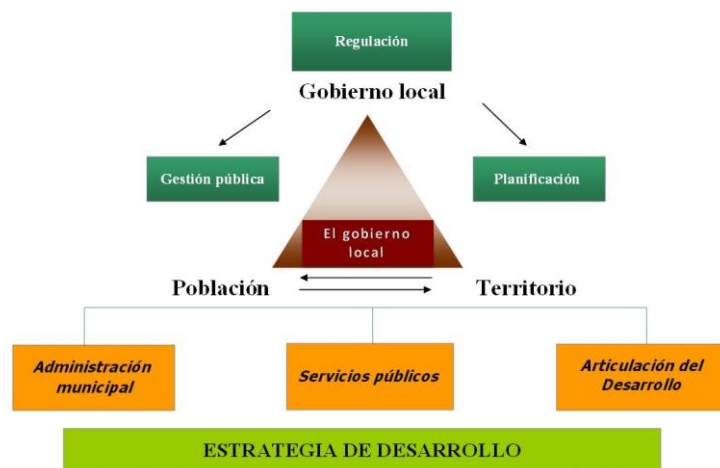 Regulación
Gobierno local
Gestión pública
Planificación
El gobierno
local
Población
Territorio
Administración
municipal
Servicios públicos
Articulación del
Desarrollo
ESTRATEGIA DE DESARROLLO